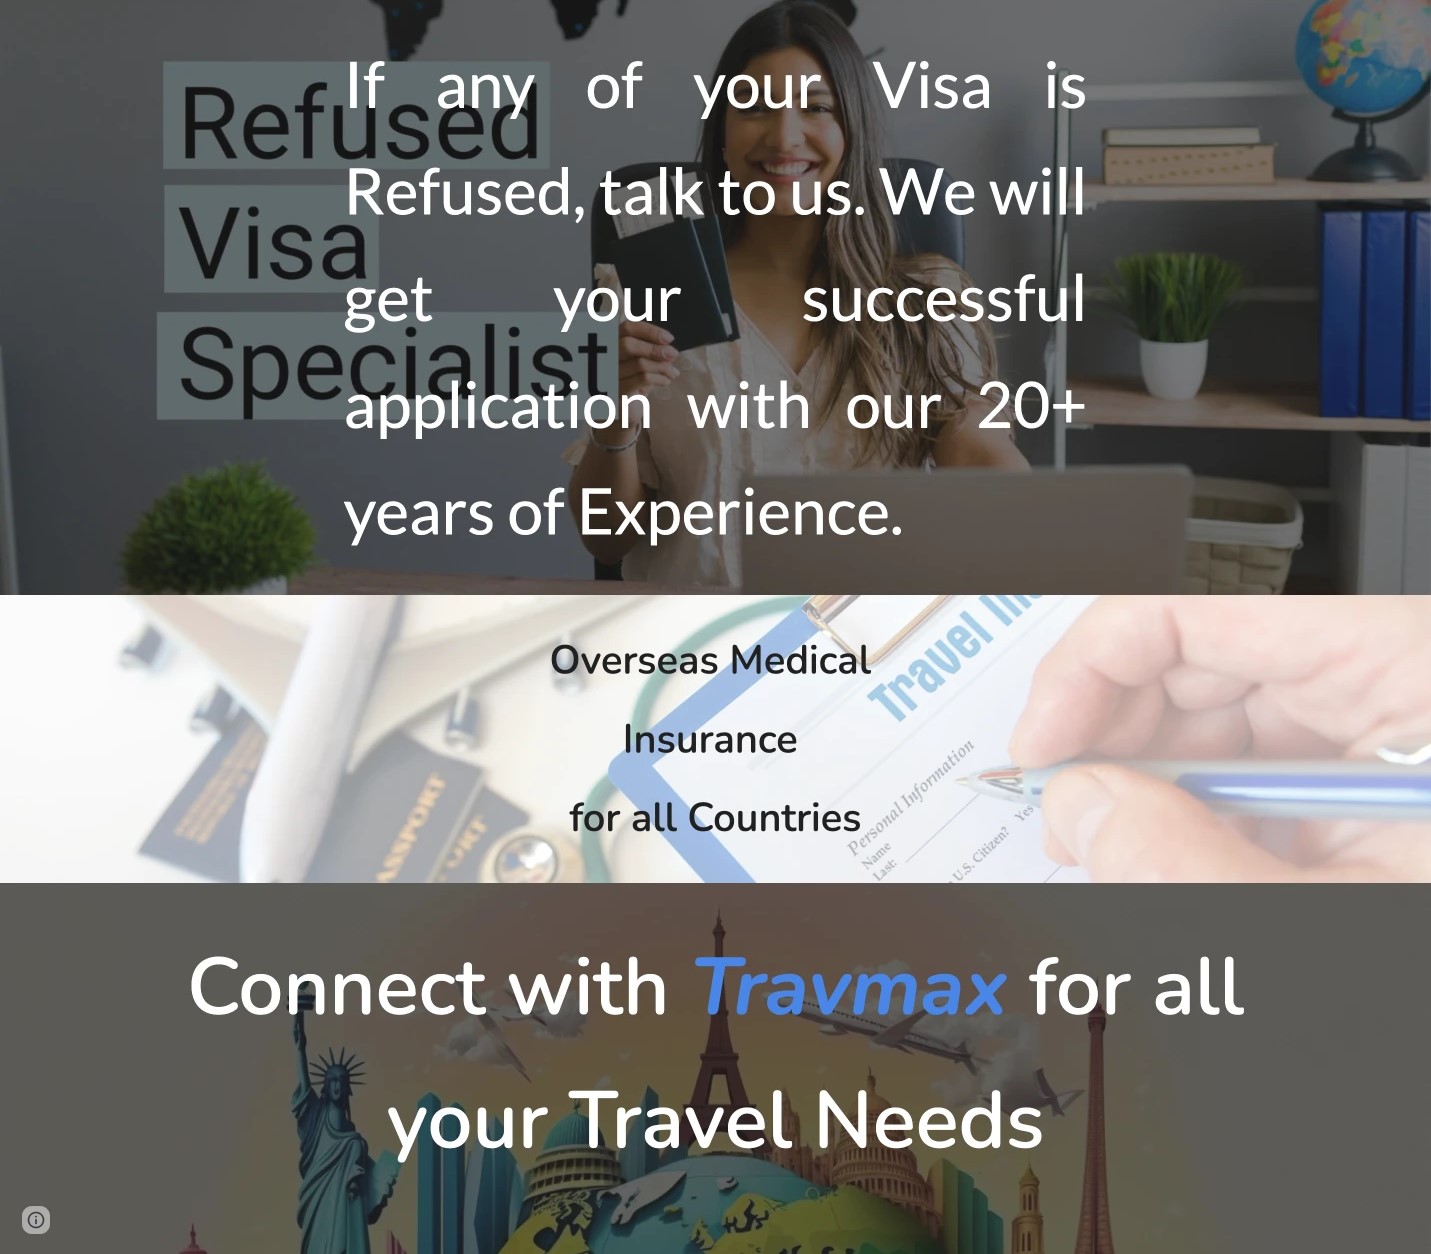 Refused
Visa
Specialist
If any of your Visa is
Refused, talk to us. We will
get your successful
application with our 20+
years of Experience.
Overseas Medical
Insurance
for all Countries
Travel In
Personal Information
Name
Last:
U.S. Citizen? Yes
PASSPORT
Connect with Travmax for all
your Travel Needs